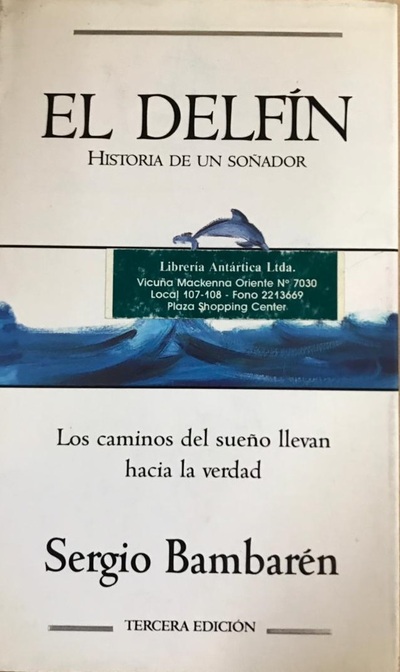 EL DELFÍN
HISTORIA DE UN SOÑADOR
Librería Antártica Ltda.
Vicuña Mackenna Oriente Nº 7030
Local 107-108 - Fono 2213669
Plaza Shopping Center
Los caminos del sueño llevan
hacia la verdad
Sergio Bambarén
TERCERA EDICIÓN